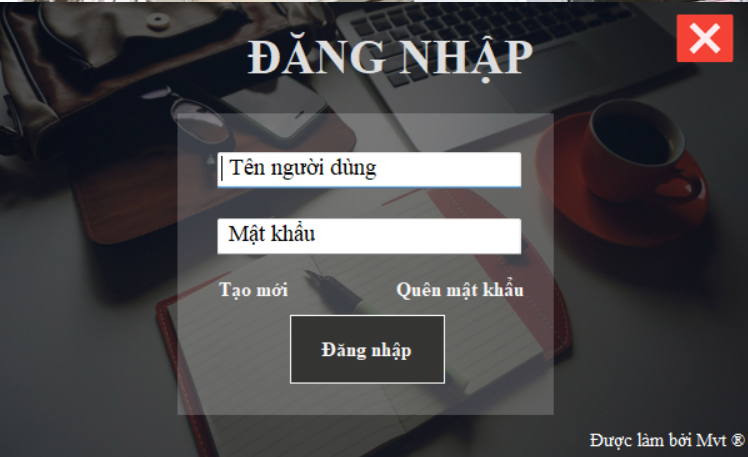 ĐĂNG NHẬP
Tên người dùng
Mật khẩu
Tạo mới
Quên mật khẩu
Đăng nhập
Được làm bởi Mvt ®